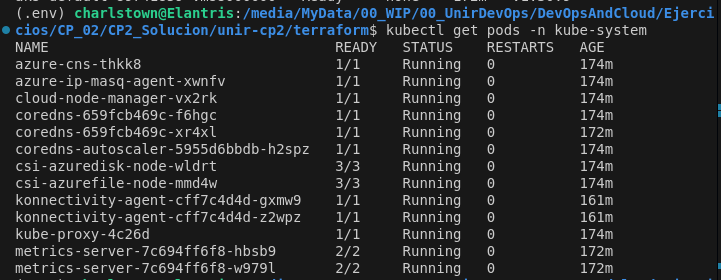 (.env) charlstown@Elantris:/media/MyData/00_WIP/00_UnirDevOps/DevOpsAndCloud/Ejerci
cios/CP_02/CP2_Solucion/unir-cp2/terraform$ kubectl get pods -n kube-system
NAME READY STATUS RESTARTS AGE
azure-cns-thkk8 1/1 Running 0 174m
azure-ip-masq-agent-xwnfv 1/1 Running 0 174m
cloud-node-manager-vx2rk 1/1 Running 0 174m
coredns-659fcb469c-f6hgc 1/1 Running 0 174m
coredns-659fcb469c-xr4xl 1/1 Running 0 172m
coredns-autoscaler-5955d6bbdb-h2spz 1/1 Running 0 174m
csi-azuredisk-node-wldrt 3/3 Running 0 174m
csi-azurefile-node-mmd4w 3/3 Running 0 174m
konnectivity-agent-cff7c4d4d-gxmw9 1/1 Running 0 161m
konnectivity-agent-cff7c4d4d-z2wpz 1/1 Running 0 161m
kube-proxy-4c26d 1/1 Running 0 174m
metrics-server-7c694ff6f8-hbsb9 2/2 Running 0 172m
metrics-server-7c694ff6f8-w979l 2/2 Running 0 172m